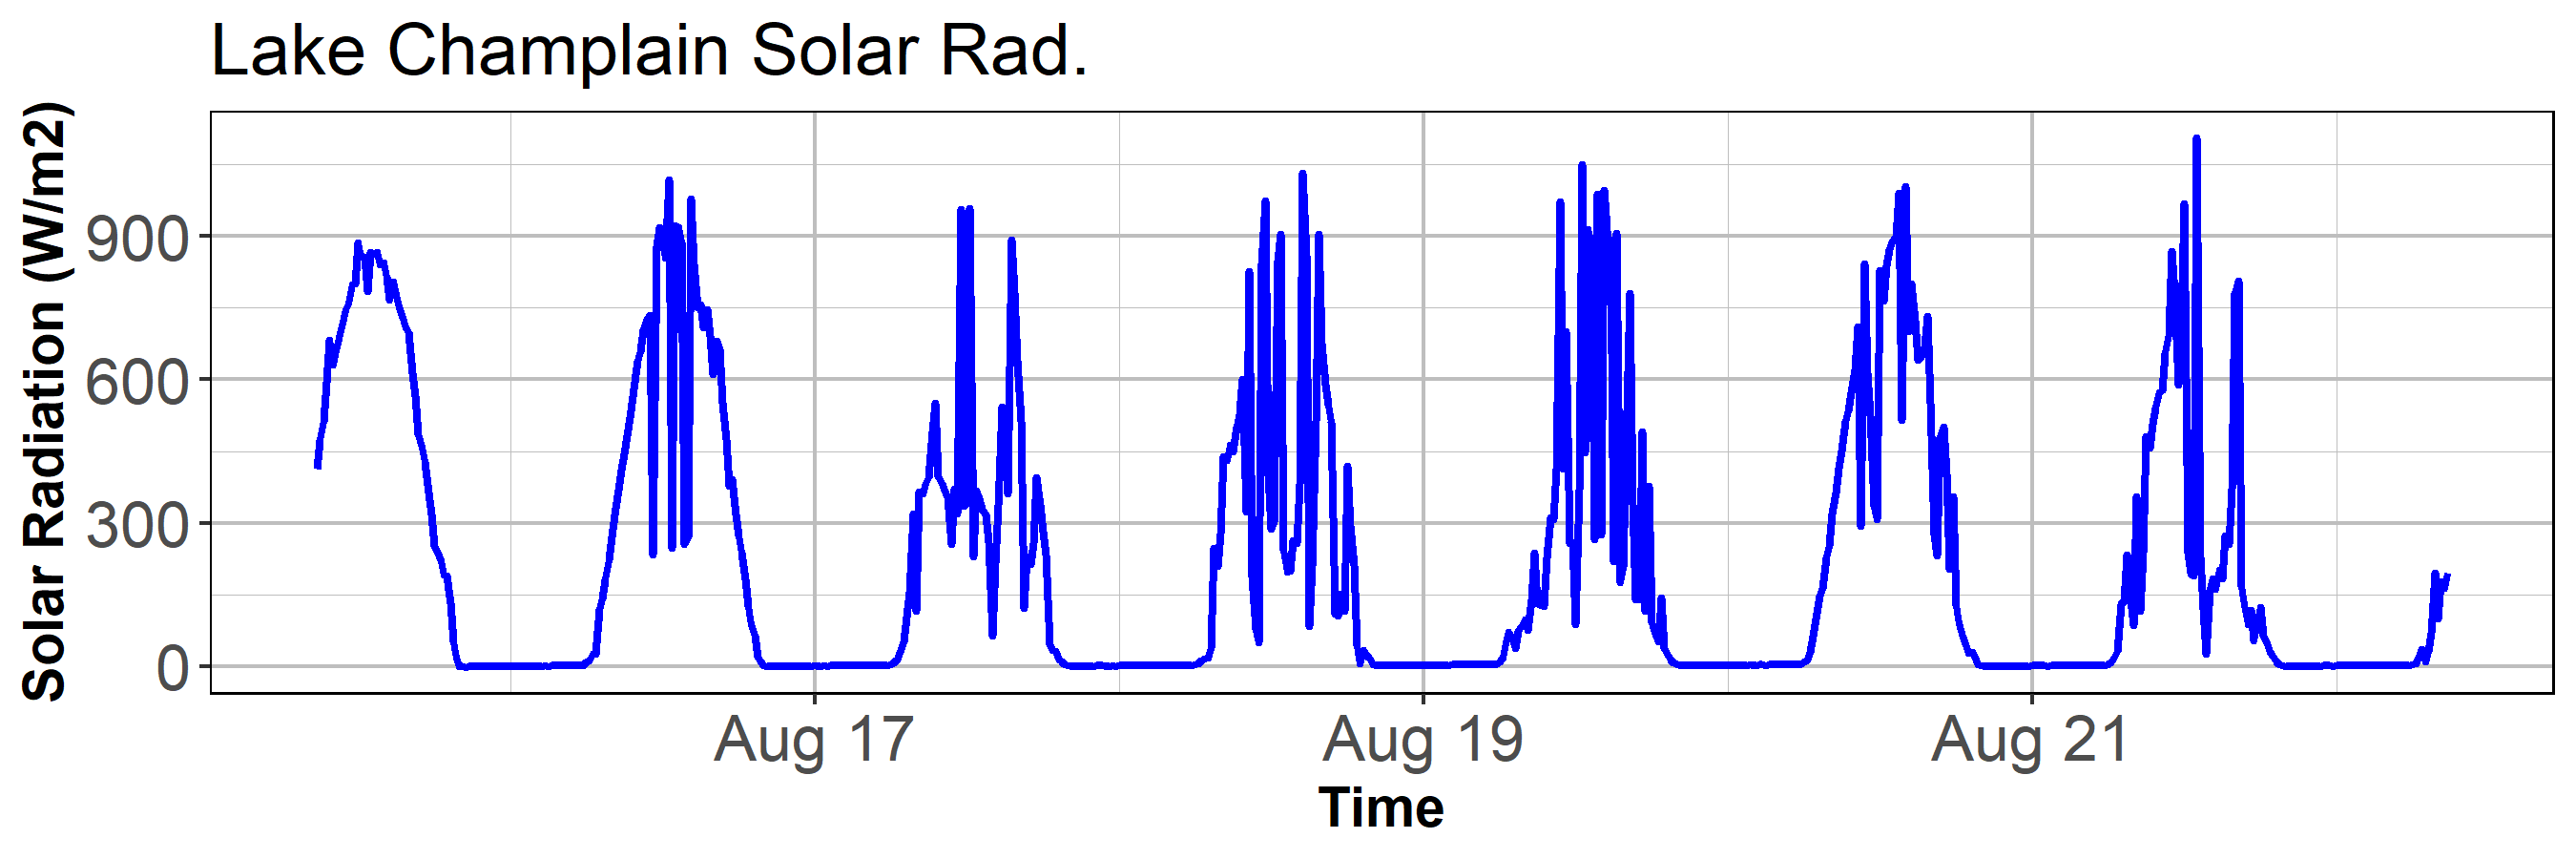 Lake Champlain Solar Rad.
Solar Radiation (W/m2)
900
600
300
0
Aug 17
Aug 19
Aug 21
Time